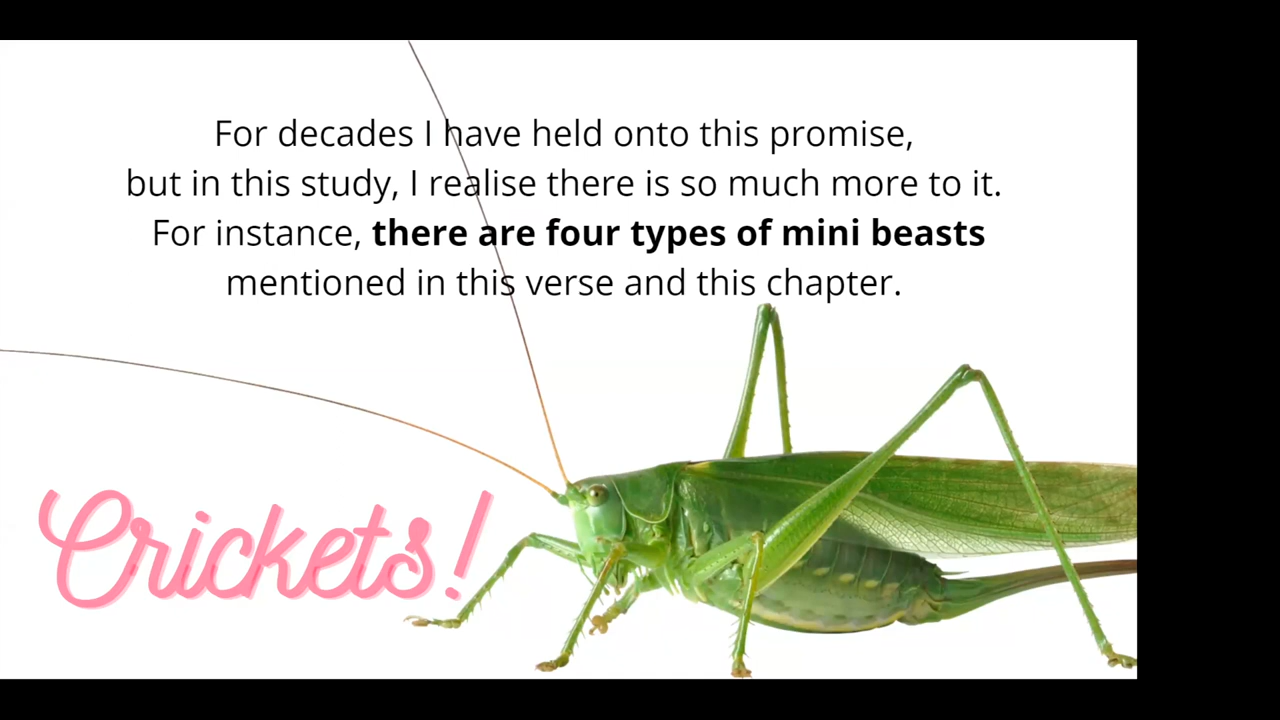 For decades I have held onto this promise,
but in this study, I realise there is so much more to it.
For instance, there are four types of mini beasts
mentioned in this verse and this chapter.
Crickets!